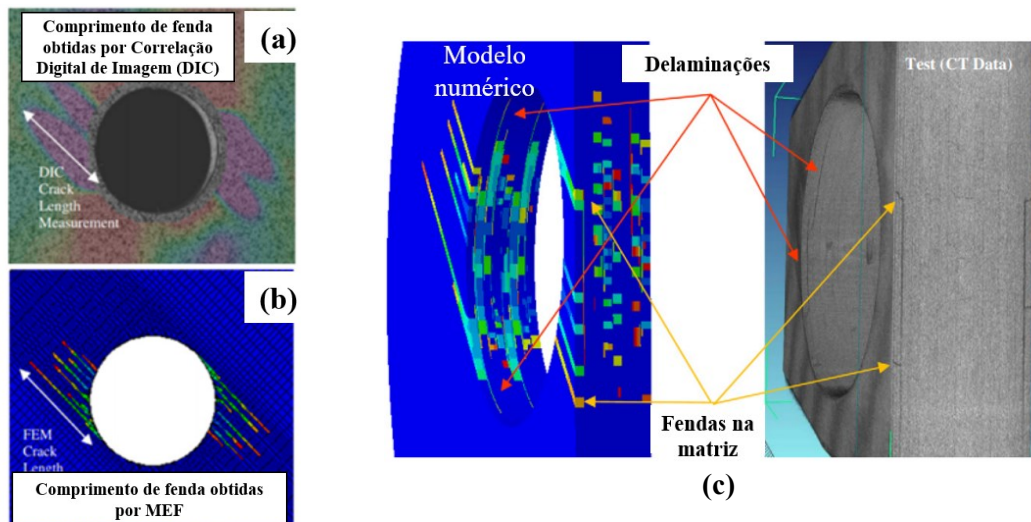 Comprimento de fenda
obtidas por Correlação
Digital de Imagem (DIC)
(a)
DIC
Crack
Length
Measurement
(b)
FEM
Crack
Length
Comprimento de fenda obtidas
por MEF
Modelo
numérico
Delaminações
Test (CT Data)
Fendas na
matriz
(c)